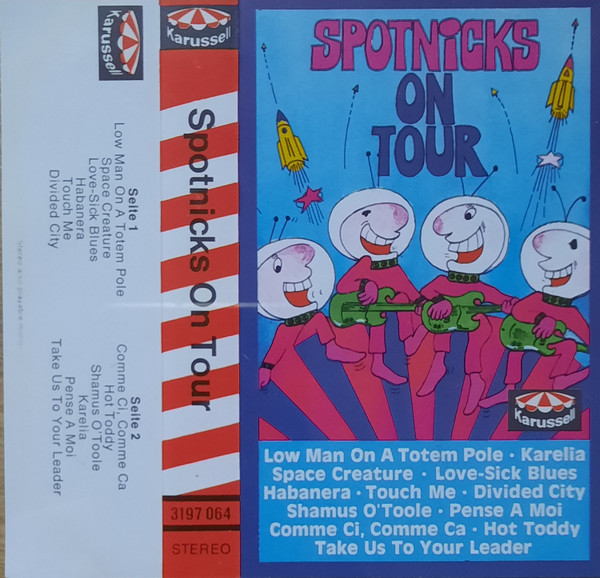 Karussell
Seite 1
Low Man On A Totem Pole
Space Creature
Love-Sick Blues
Habanera
Touch Me
Divided City
Seite 2
Comme Ci, Comme Ca
Hot Toddy
Shamus O'Toole
Karelia
Pense A Moi
Take Us To Your Leader
Stereo also playable mono
Karussell
Spotnicks On Tour
3197 064
STEREO
SPOTNiCKS
ON
TOUR
Karussell
Low Man On A Totem Pole · Karelia
Space Creature · Love-Sick Blues
Habanera · Touch Me · Divided City
Shamus O'Toole · Pense A Moi
Comme Ci, Comme Ca · Hot Toddy
Take Us To Your Leader